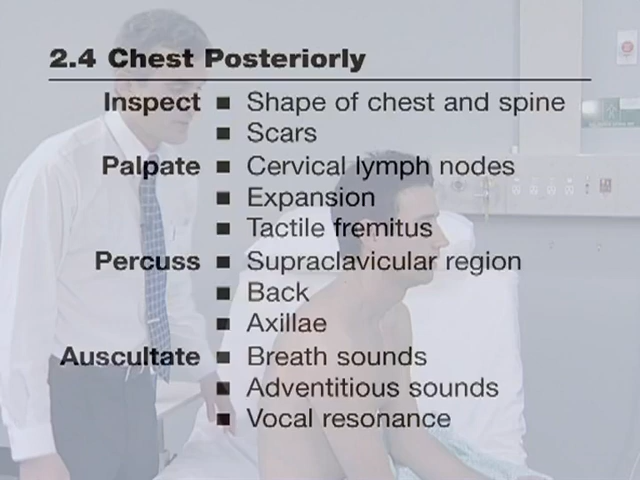 2.4 Chest Posteriorly
Inspect ■ Shape of chest and spine
■ Scars
Palpate ■ Cervical lymph nodes
■ Expansion
■ Tactile fremitus
Percuss ■ Supraclavicular region
■ Back
■ Axillae
Auscultate ■ Breath sounds
■ Adventitious sounds
■ Vocal resonance